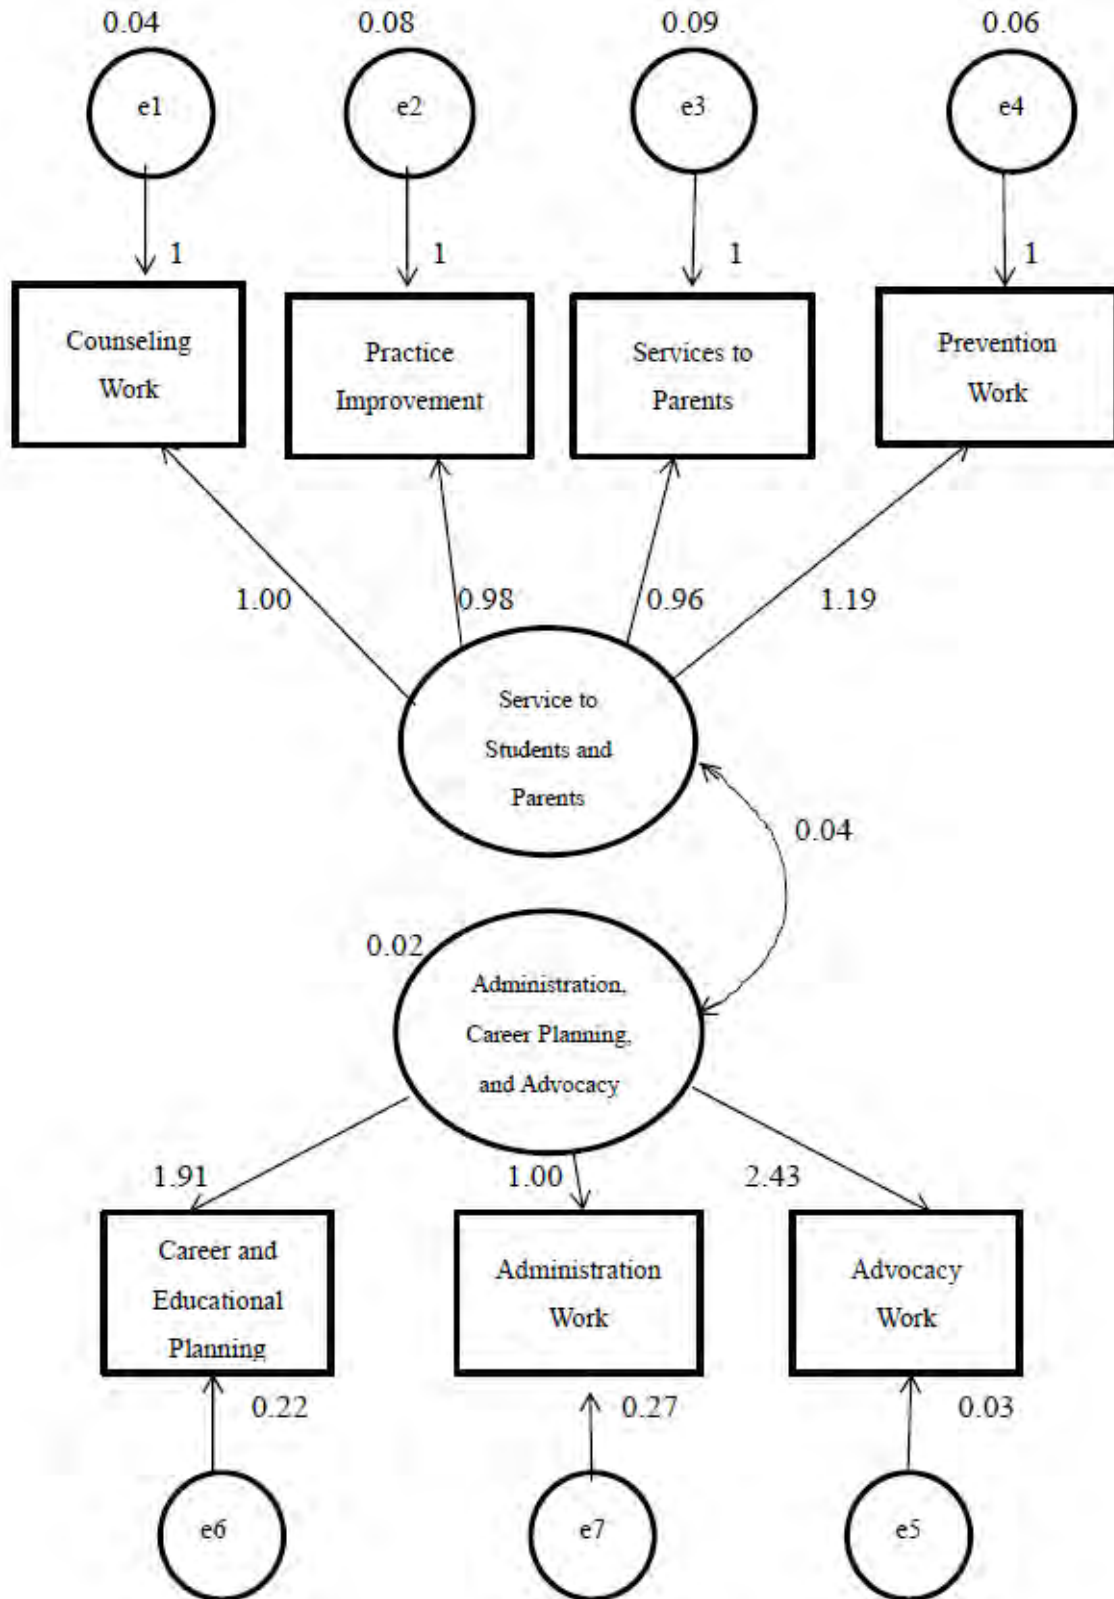 0.04
0.08
0.09
0.06
e1
e2
e3
e4
1
1
1
1
Counseling
Work
Practice
Improvement
Services to
Parents
Prevention
Work
1.00
0.98
0.96
1.19
Service to
Students and
Parents
0.04
0.02
Administration,
Career Planning,
and Advocacy
1.91
1.00
2.43
Career and
Educational
Planning
Administration
Work
Advocacy
Work
0.22
0.27
0.03
e6
e7
e5